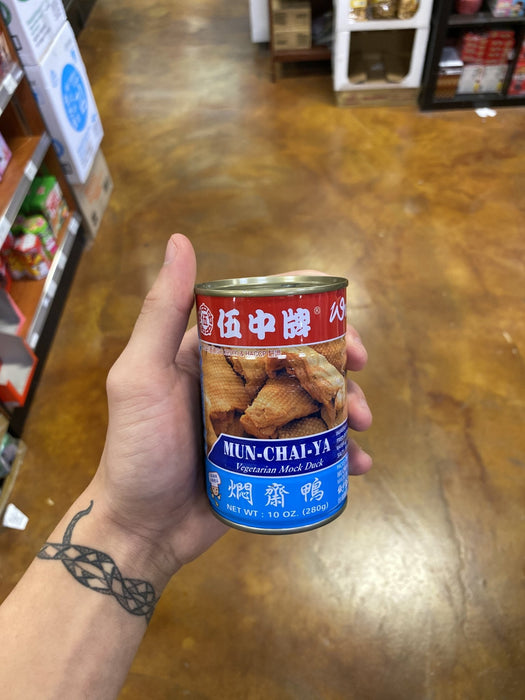 伍中牌®
MUN-CHAI-YA
Vegetarian Mock Duck
燜齋鴨
NET WT : 10 OZ. (280g)